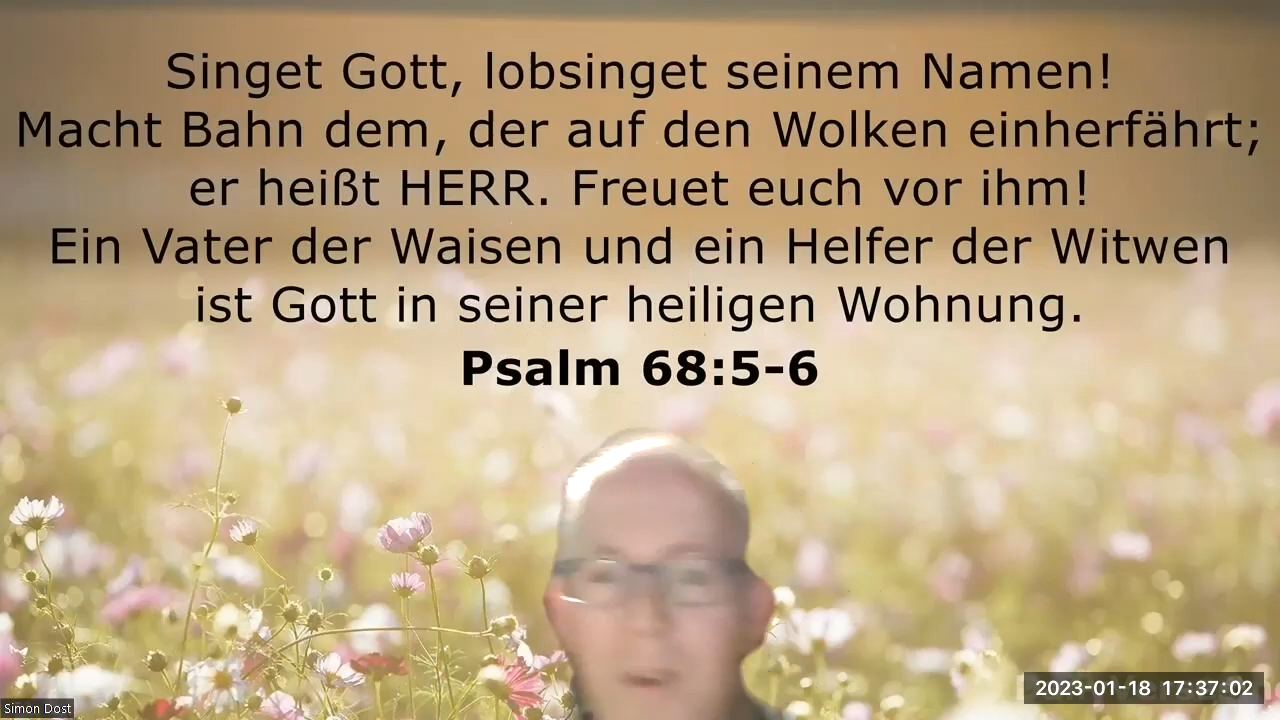 Singet Gott, lobsinget seinem Namen!
Macht Bahn dem, der auf den Wolken einherfährt;
er heißt HERR. Freuet euch vor ihm!
Ein Vater der Waisen und ein Helfer der Witwen
ist Gott in seiner heiligen Wohnung.
Psalm 68:5-6
2023-01-18 17:37:02
Simon Dost